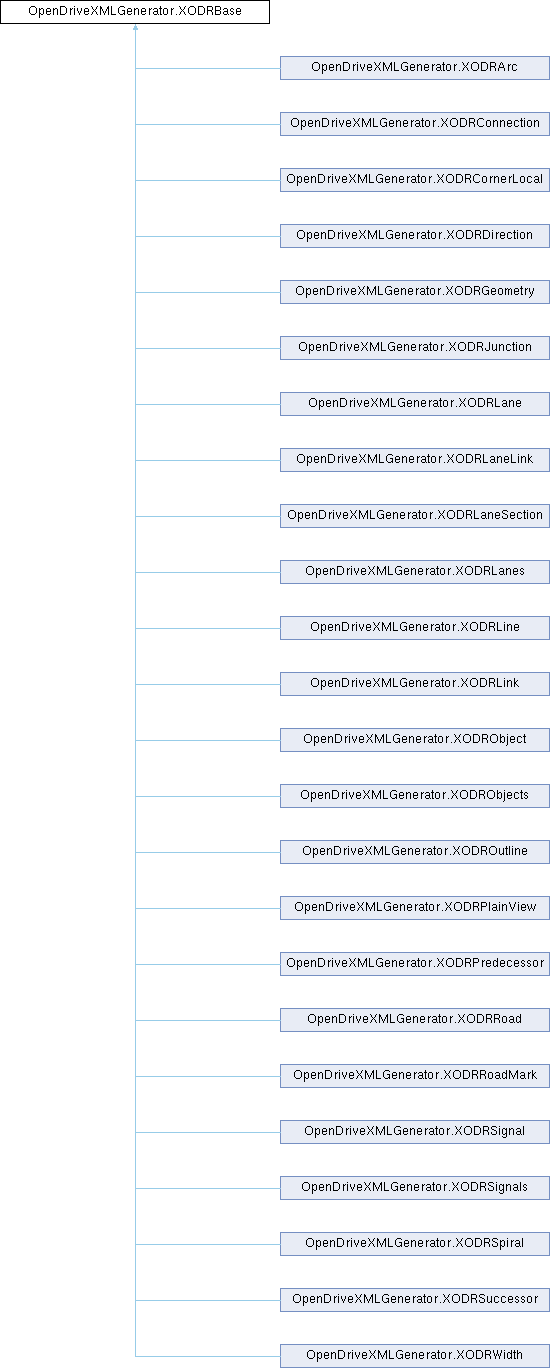 OpenDriveXMLGenerator.XODRBase
OpenDriveXMLGenerator.XODRArc
OpenDriveXMLGenerator.XODRConnection
OpenDriveXMLGenerator.XODRCornerLocal
OpenDriveXMLGenerator.XODRDirection
OpenDriveXMLGenerator.XODRGeometry
OpenDriveXMLGenerator.XODRJunction
OpenDriveXMLGenerator.XODRLane
OpenDriveXMLGenerator.XODRLaneLink
OpenDriveXMLGenerator.XODRLaneSection
OpenDriveXMLGenerator.XODRLanes
OpenDriveXMLGenerator.XODRLine
OpenDriveXMLGenerator.XODRLink
OpenDriveXMLGenerator.XODRObject
OpenDriveXMLGenerator.XODRObjects
OpenDriveXMLGenerator.XODROutline
OpenDriveXMLGenerator.XODRPlainView
OpenDriveXMLGenerator.XODRPredecessor
OpenDriveXMLGenerator.XODRRoad
OpenDriveXMLGenerator.XODRRoadMark
OpenDriveXMLGenerator.XODRSignal
OpenDriveXMLGenerator.XODRSignals
OpenDriveXMLGenerator.XODRSpiral
OpenDriveXMLGenerator.XODRSuccessor
OpenDriveXMLGenerator.XODRWidth